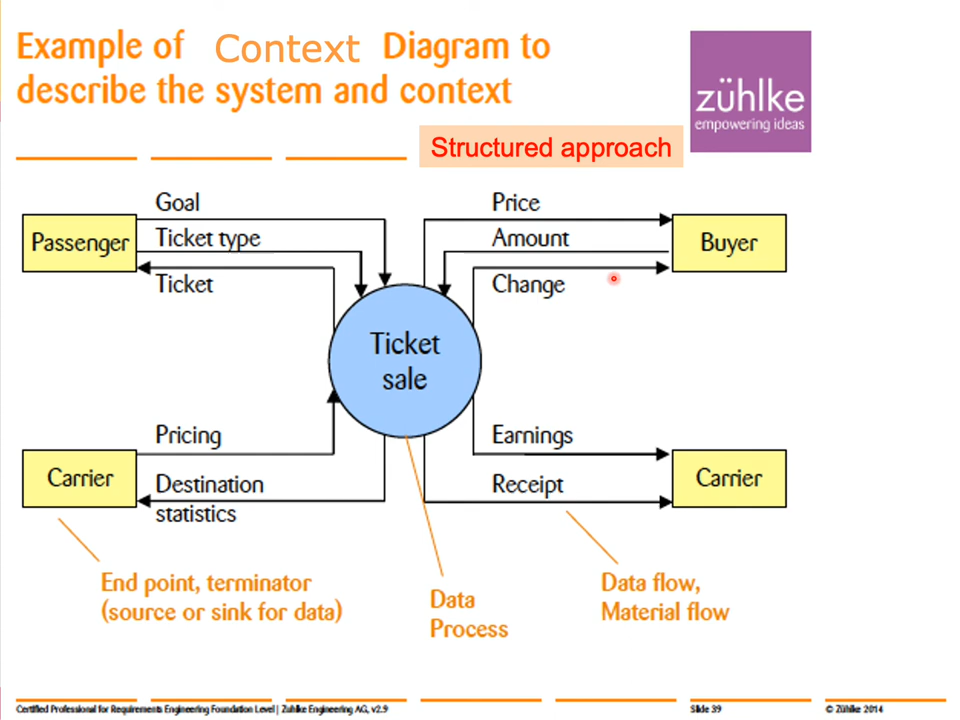 Example of Context Diagram to
describe the system and context
zühlke
empowering ideas
Structured approach
Goal
Passenger
Ticket type
Ticket
Price
Amount
Buyer
Change
Ticket
sale
Pricing
Carrier
Destination
statistics
Earnings
Carrier
Receipt
End point, terminator
(source or sink for data)
Data
Process
Data flow,
Material flow
Certified Professional for Requirements Engineering Foundation Level | Zuhlke Engineering AG, v2.9
Slide 39
© Zühlke 2014